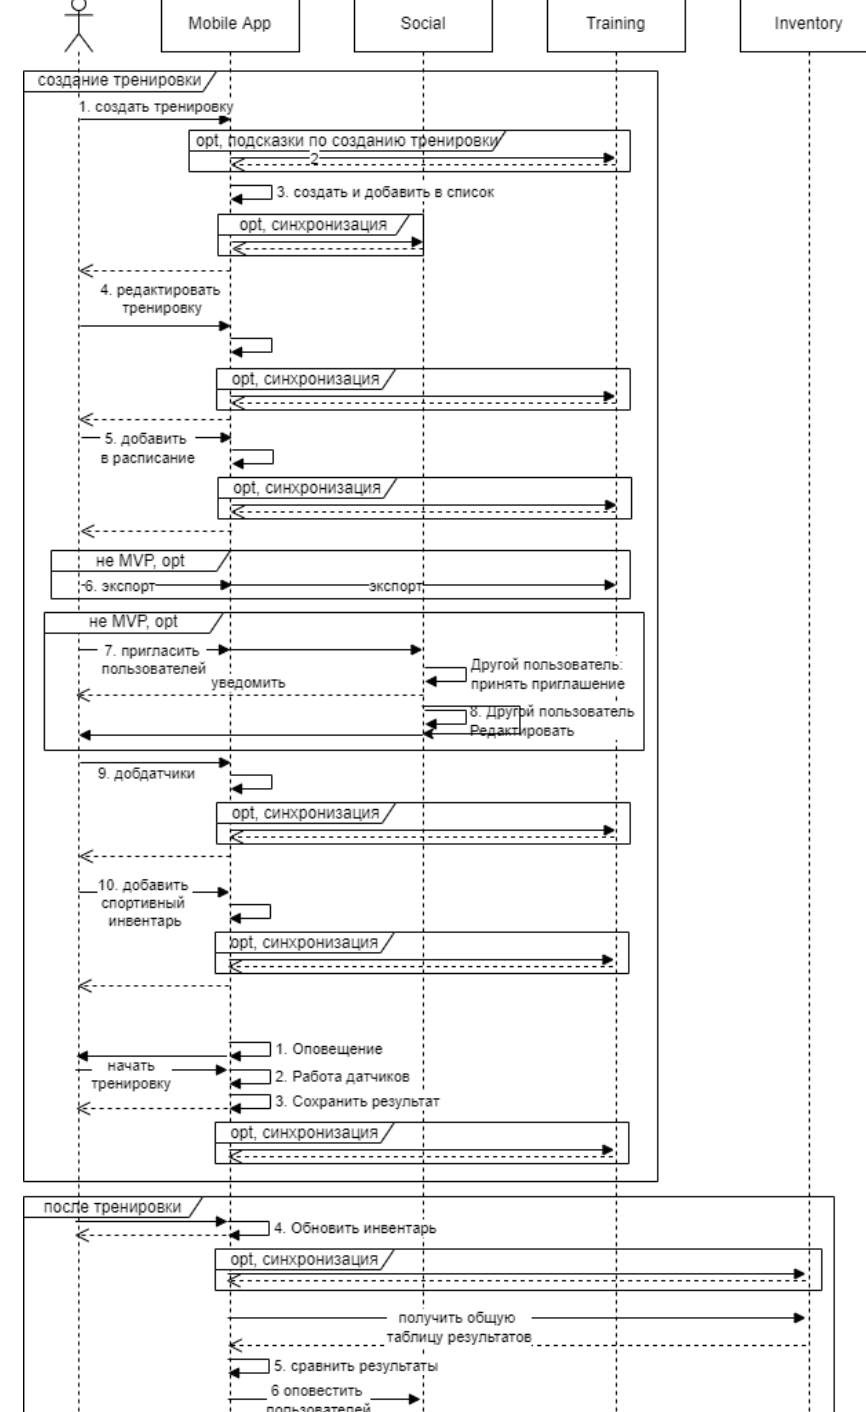 Mobile App
Social
Training
Inventory
создание тренировки
1. создать тренировку
opt, подсказки по созданию тренировки
2
3. создать и добавить в список
opt, синхронизация
4. редактировать
тренировку
opt, синхронизация
5. добавить
в расписание
opt, синхронизация
не MVP, opt
6. экспорт
экспорт
не MVP, opt
7. пригласить
пользователей
Другой пользователь:
принять приглашение
уведомить
8. Другой пользователь
Редактировать
9. добдатчики
opt, синхронизация
10. добавить
спортивный
инвентарь
opt, синхронизация
1. Оповещение
начать
тренировку
2. Работа датчиков
3. Сохранить результат
opt, синхронизация
после тренировки
4. Обновить инвентарь
opt, синхронизация
получить общую
таблицу результатов
5. сравнить результаты
6 оповестить
пользователей